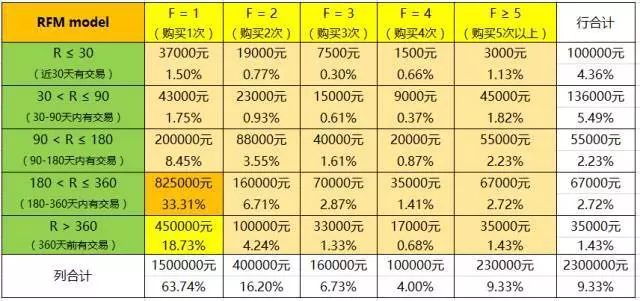 RFM model F = 1 F = 2 F = 3 F = 4 F ≥ 5 行合计
(购买1次) (购买2次) (购买3次) (购买4次) (购买5次以上)
R ≤ 30 37000元 19000元 7500元 1500元 3000元 100000元
(近30天有交易) 1.50% 0.77% 0.30% 0.66% 1.13% 4.36%
30 < R ≤ 90 43000元 23000元 15000元 9000元 45000元 136000元
(30-90天内有交易) 1.75% 0.93% 0.61% 0.37% 1.82% 5.49%
90 < R ≤ 180 200000元 88000元 40000元 20000元 55000元 55000元
(90-180天内有交易) 8.45% 3.55% 1.61% 0.87% 2.23% 2.23%
180 < R ≤ 360 825000元 160000元 70000元 35000元 67000元 67000元
(180-360天内有交易) 33.31% 6.71% 2.87% 1.41% 2.72% 2.72%
R > 360 450000元 100000元 33000元 17000元 35000元 35000元
(360天前有交易) 18.73% 4.24% 1.33% 0.68% 1.43% 1.43%
列合计 1500000元 400000元 160000元 100000元 230000元 2300000元
63.74% 16.20% 6.73% 4.00% 9.33% 9.33%